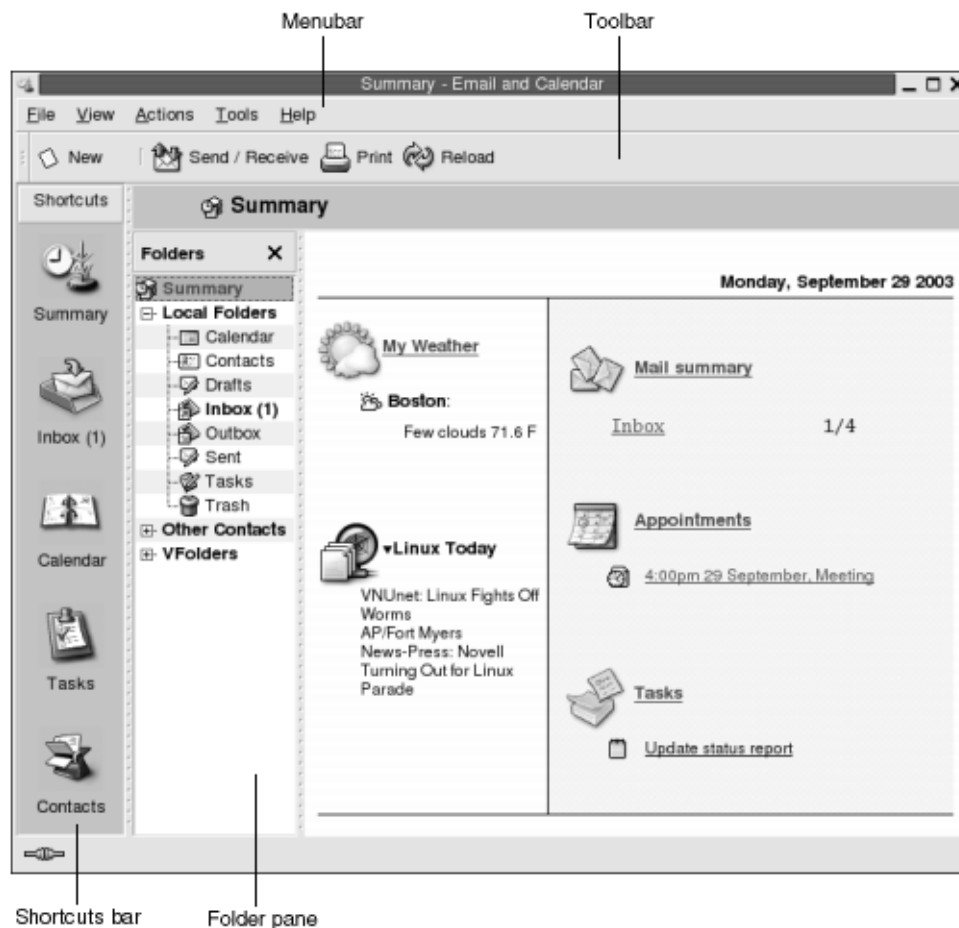 Menubar
Toolbar
Summary - Email and Calendar
File View Actions Tools Help
New Send / Receive Print Reload
Shortcuts
Summary
Inbox (1)
Calendar
Tasks
Contacts
Summary
Folders
Summary
Local Folders
Calendar
Contacts
Drafts
Inbox (1)
Outbox
Sent
Tasks
Trash
Other Contacts
VFolders
Monday, September 29 2003
My Weather
Boston:
Few clouds 71.6 F
Linux Today
VNUnet: Linux Fights Off
Worms
AP/Fort Myers
News-Press: Novell
Turning Out for Linux
Parade
Mail summary
Inbox 1/4
Appointments
4:00pm 29 September, Meeting
Tasks
Update status report
Shortcuts bar
Folder pane